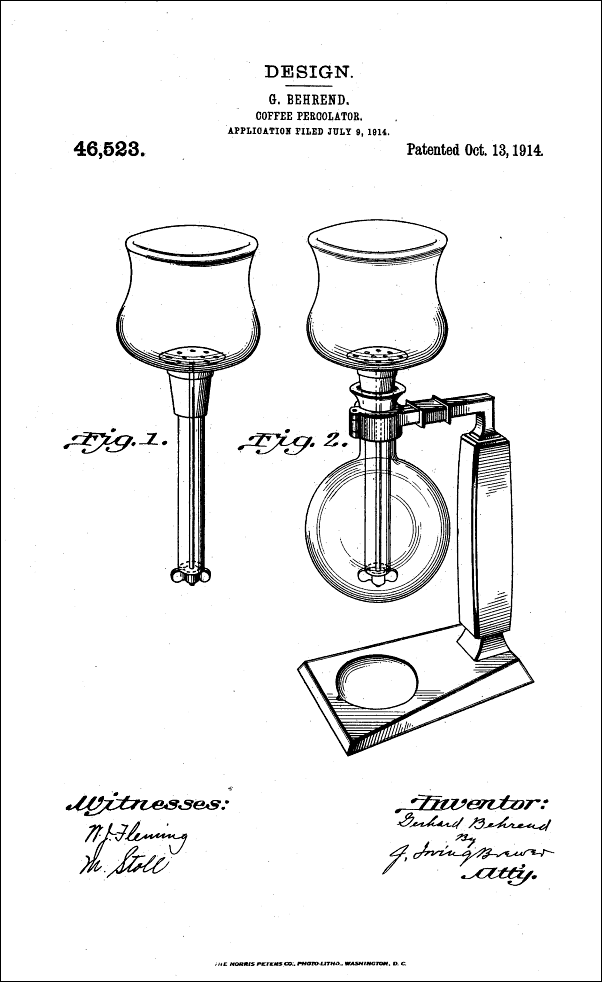 DESIGN.
G. BEHREND.
COFFEE PERCOLATOR.
APPLICATION FILED JULY 9, 1914.
46,523.
Patented Oct. 13, 1914.
Fig. 1.
Fig. 2.
Witnesses:
N. J. Fleming
M. Stoll
Inventor:
Gerhard Behrend
By
J. Irving Brewer
Atty.
THE NORRIS PETERS CO., PHOTO-LITHO., WASHINGTON, D. C.